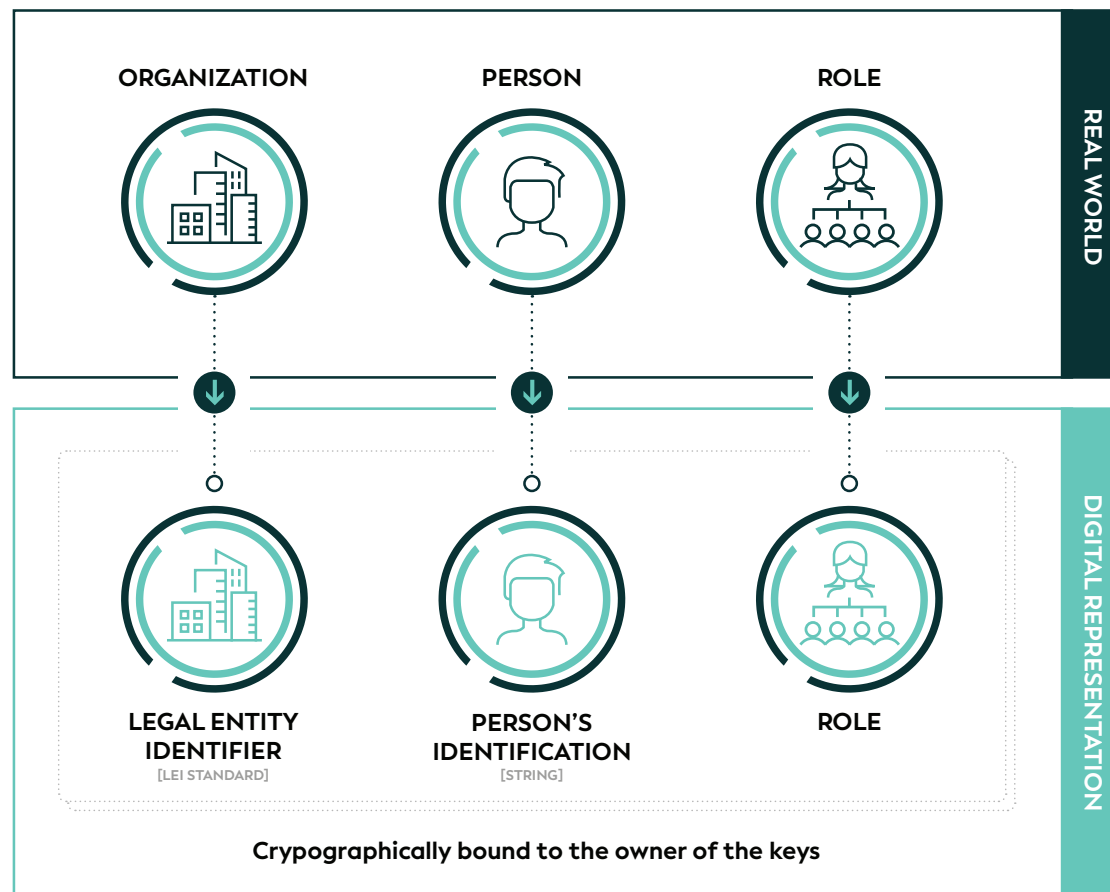 ORGANIZATION
PERSON
ROLE
REAL WORLD
LEGAL ENTITY
IDENTIFIER
[LEI STANDARD]
PERSON'S
IDENTIFICATION
[STRING]
ROLE
DIGITAL REPRESENTATION
Crypographically bound to the owner of the keys